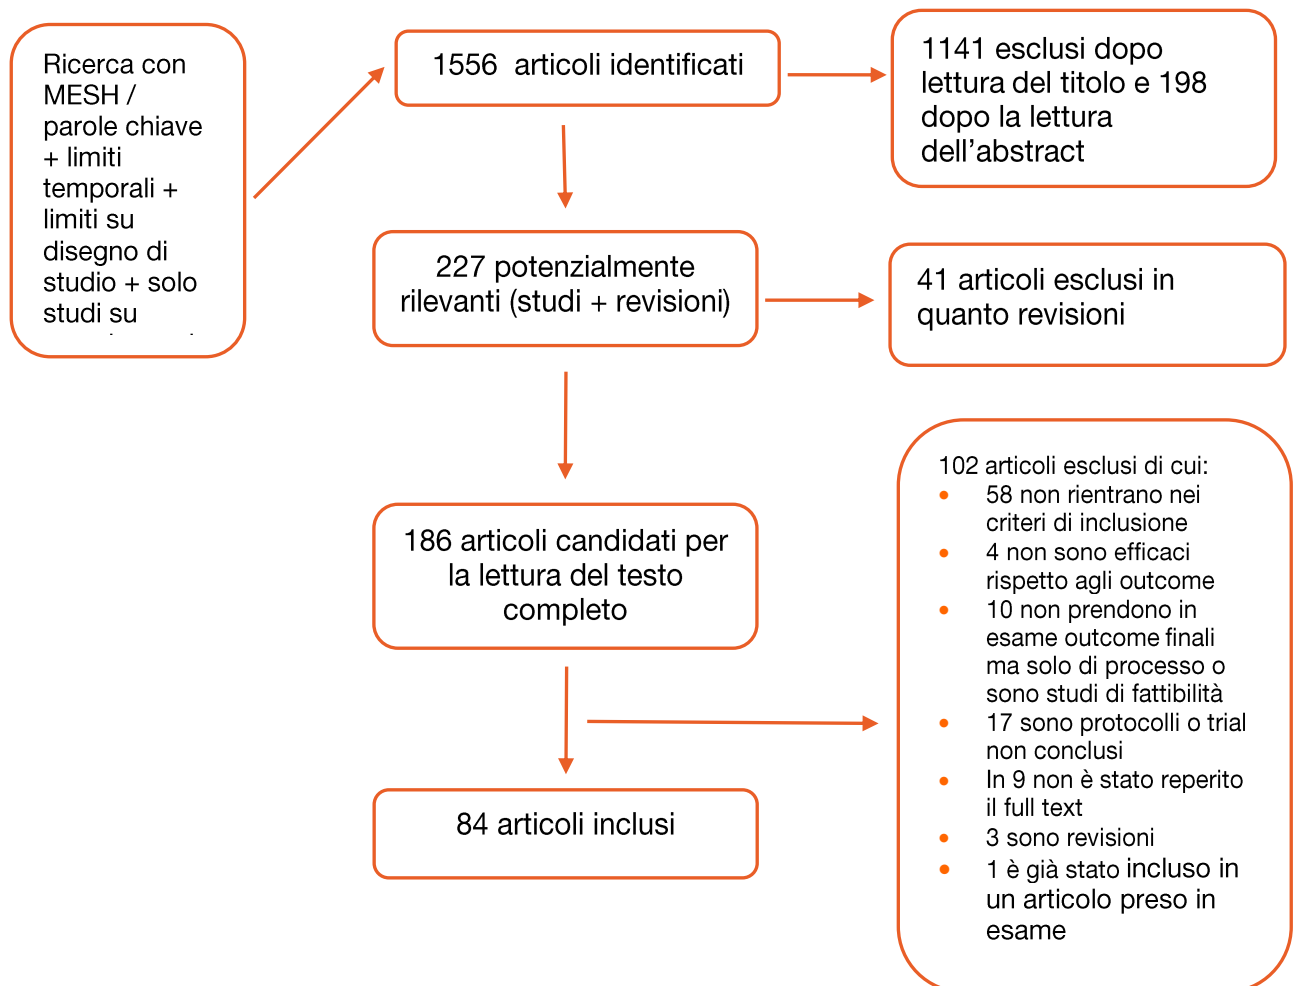 Ricerca con
MESH /
parole chiave
+ limiti
temporali +
limiti su
disegno di
studio + solo
studi su
1556 articoli identificati
1141 esclusi dopo
lettura del titolo e 198
dopo la lettura
dell’abstract
227 potenzialmente
rilevanti (studi + revisioni)
41 articoli esclusi in
quanto revisioni
186 articoli candidati per
la lettura del testo
completo
102 articoli esclusi di cui:
• 58 non rientrano nei
criteri di inclusione
• 4 non sono efficaci
rispetto agli outcome
• 10 non prendono in
esame outcome finali
ma solo di processo o
sono studi di fattibilità
• 17 sono protocolli o trial
non conclusi
• In 9 non è stato reperito
il full text
• 3 sono revisioni
• 1 è già stato incluso in
un articolo preso in
esame
84 articoli inclusi